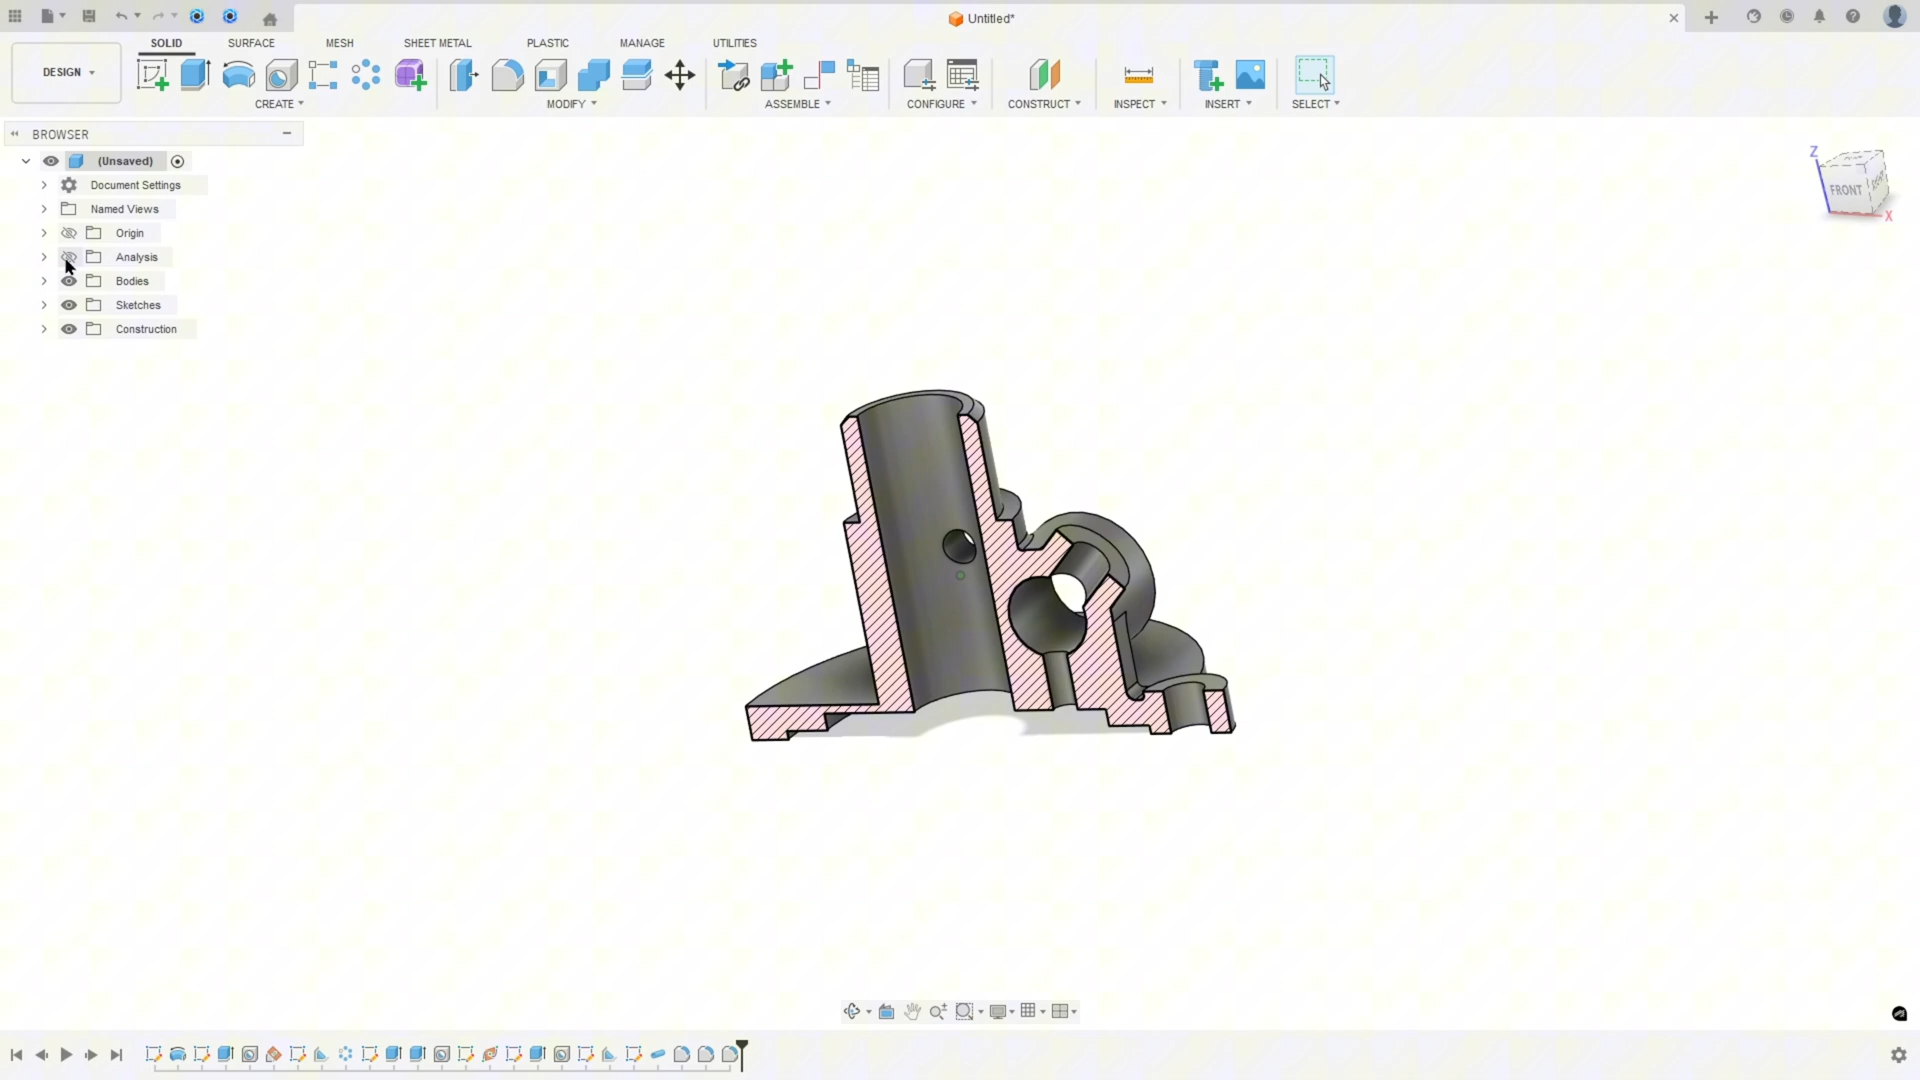 Untitled*
SOLID SURFACE MESH SHEET METAL PLASTIC MANAGE UTILITIES
DESIGN
CREATE MODIFY ASSEMBLE CONFIGURE CONSTRUCT INSPECT INSERT SELECT
BROWSER
(Unsaved)
Document Settings
Named Views
Origin
Analysis
Bodies
Sketches
Construction
Z
FRONT
X